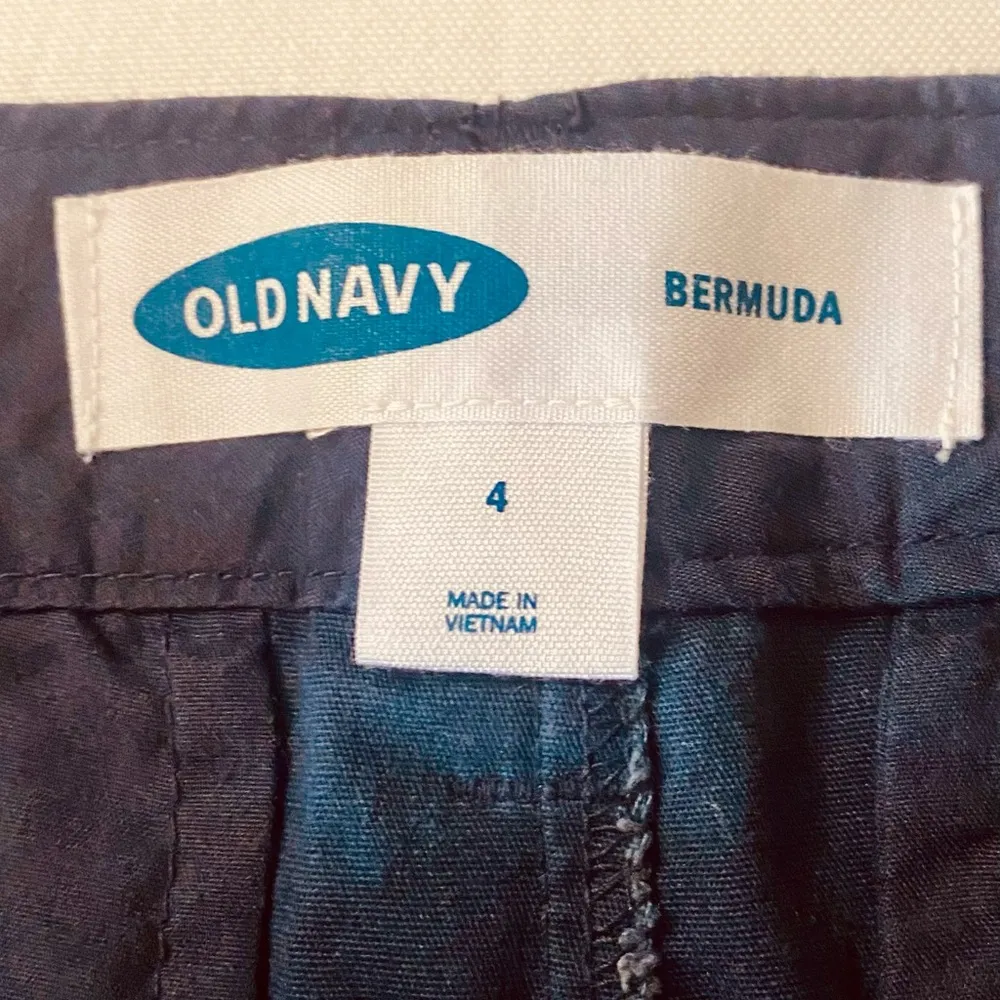 OLD NAVY
BERMUDA
4
MADE IN
VIETNAM